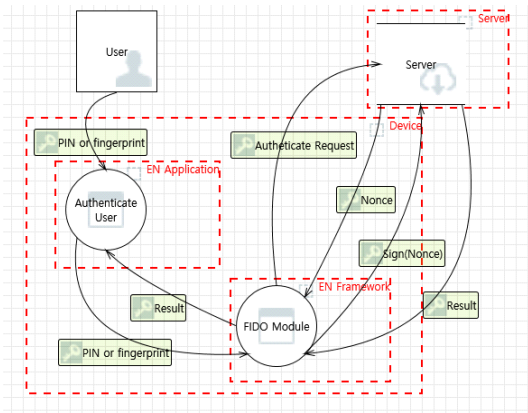 User
Server
Server
Device
PIN or fingerprint
Autheticate Request
EN Application
Authenticate
User
Nonce
Sign(Nonce)
EN Framework
Result
Result
FIDO Module
PIN or fingerprint